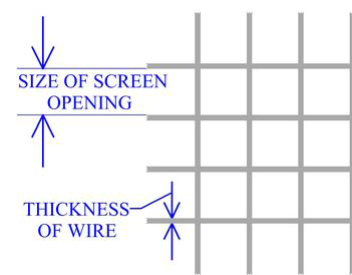 SIZE OF SCREEN
OPENING
THICKNESS
OF WIRE